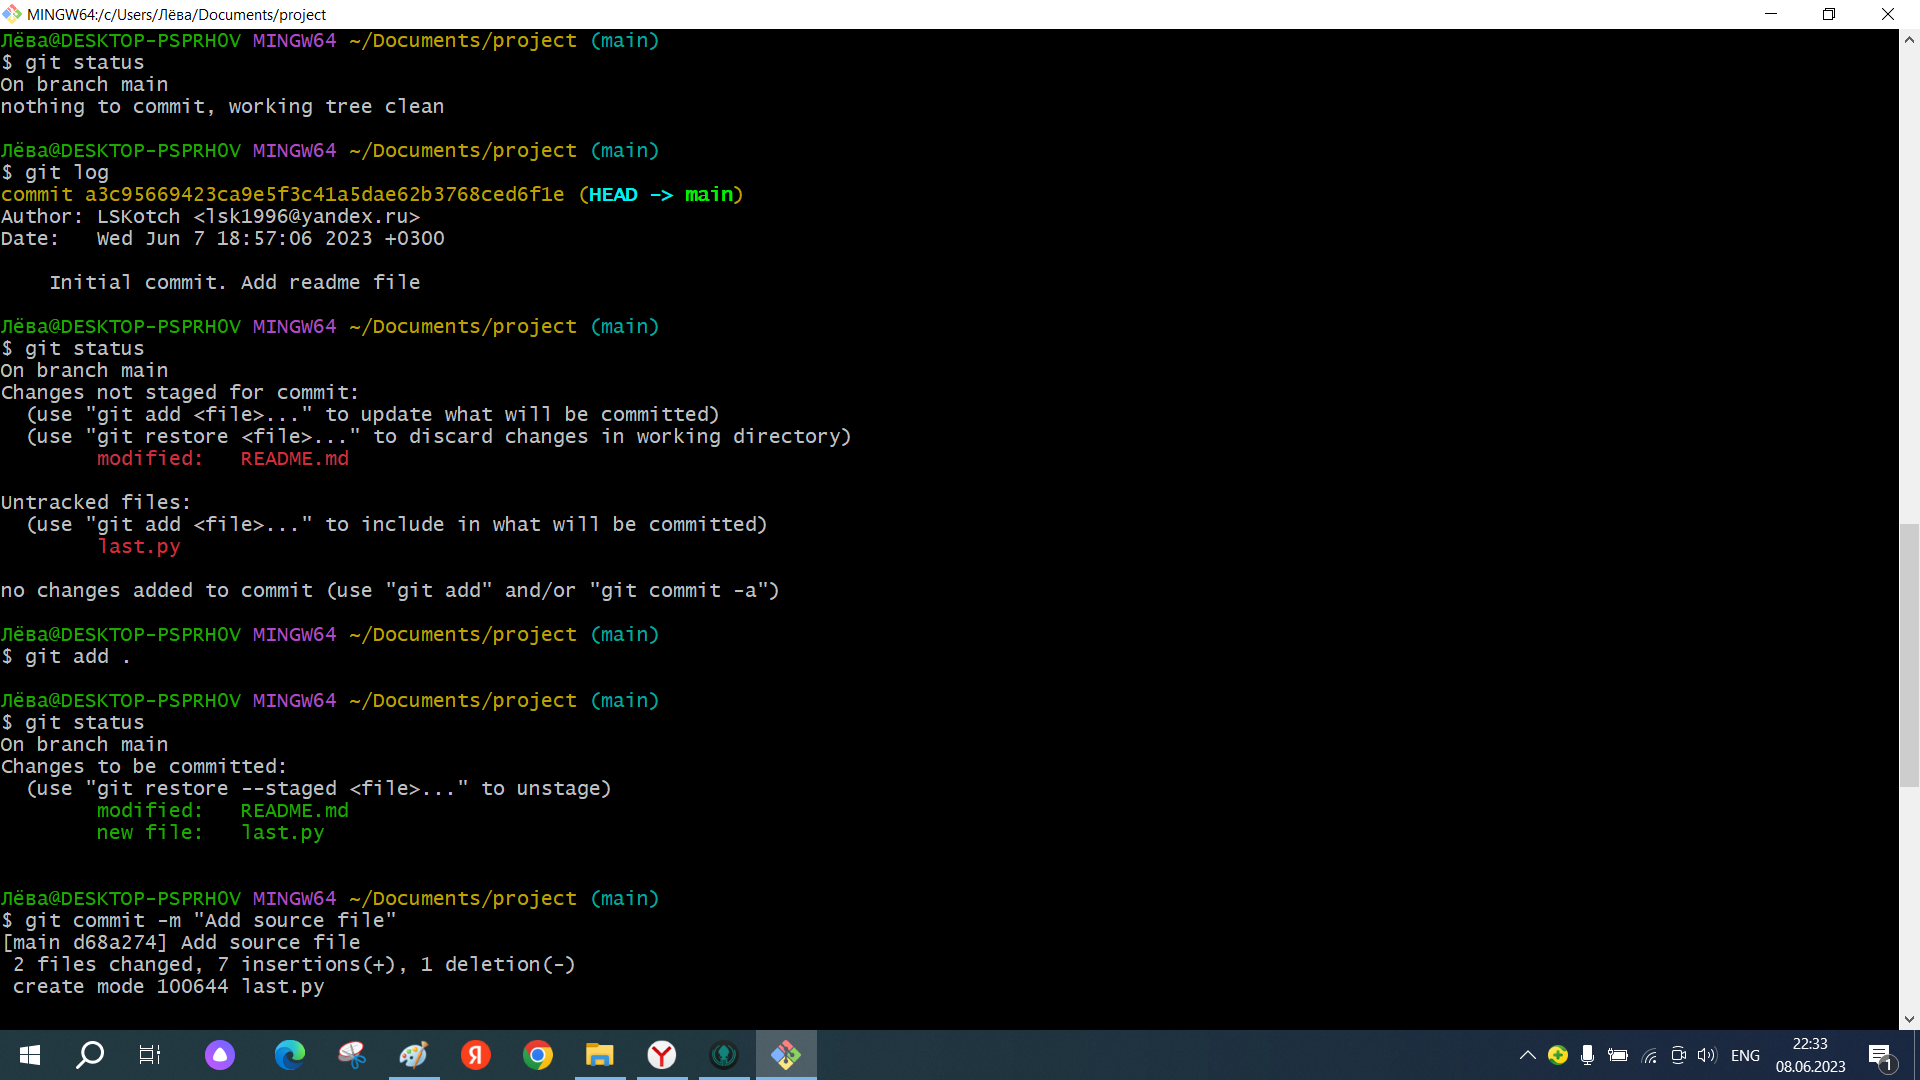 MINGW64:/c/Users/Лёва/Documents/project
Лёва@DESKTOP-PSPRH0V MINGW64 ~/Documents/project (main)
$ git status
On branch main
nothing to commit, working tree clean
Лёва@DESKTOP-PSPRH0V MINGW64 ~/Documents/project (main)
$ git log
commit a3c95669423ca9e5f3c41a5dae62b3768ced6f1e (HEAD -> main)
Author: LSKotch <lsk1996@yandex.ru>
Date:   Wed Jun 7 18:57:06 2023 +0300
Initial commit. Add readme file
Лёва@DESKTOP-PSPRH0V MINGW64 ~/Documents/project (main)
$ git status
On branch main
Changes not staged for commit:
(use "git add <file>..." to update what will be committed)
(use "git restore <file>..." to discard changes in working directory)
modified:   README.md
Untracked files:
(use "git add <file>..." to include in what will be committed)
last.py
no changes added to commit (use "git add" and/or "git commit -a")
Лёва@DESKTOP-PSPRH0V MINGW64 ~/Documents/project (main)
$ git add .
Лёва@DESKTOP-PSPRH0V MINGW64 ~/Documents/project (main)
$ git status
On branch main
Changes to be committed:
(use "git restore --staged <file>..." to unstage)
modified:   README.md
new file:   last.py
Лёва@DESKTOP-PSPRH0V MINGW64 ~/Documents/project (main)
$ git commit -m "Add source file"
[main d68a274] Add source file
2 files changed, 7 insertions(+), 1 deletion(-)
create mode 100644 last.py
Я
ENG
22:33
08.06.2023
1